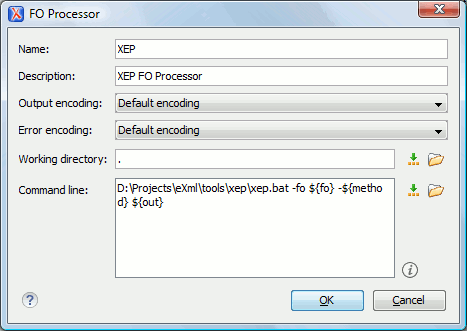 FO Processor
Name: XEP
Description: XEP FO Processor
Output encoding: Default encoding
Error encoding: Default encoding
Working directory: .
Command line: D:\Projects\eXml\tools\xep\xep.bat -fo ${fo} -${metho
d} ${out}
OK Cancel